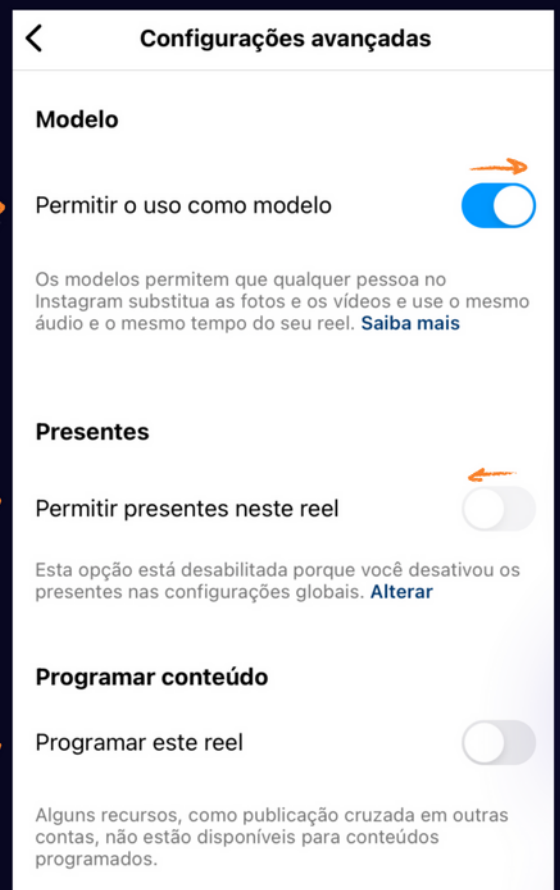 Configurações avançadas
Modelo
Permitir o uso como modelo
Os modelos permitem que qualquer pessoa no
Instagram substitua as fotos e os vídeos e use o mesmo
áudio e o mesmo tempo do seu reel. Saiba mais
Presentes
Permitir presentes neste reel
Esta opção está desabilitada porque você desativou os
presentes nas configurações globais. Alterar
Programar conteúdo
Programar este reel
Alguns recursos, como publicação cruzada em outras
contas, não estão disponíveis para conteúdos
programados.